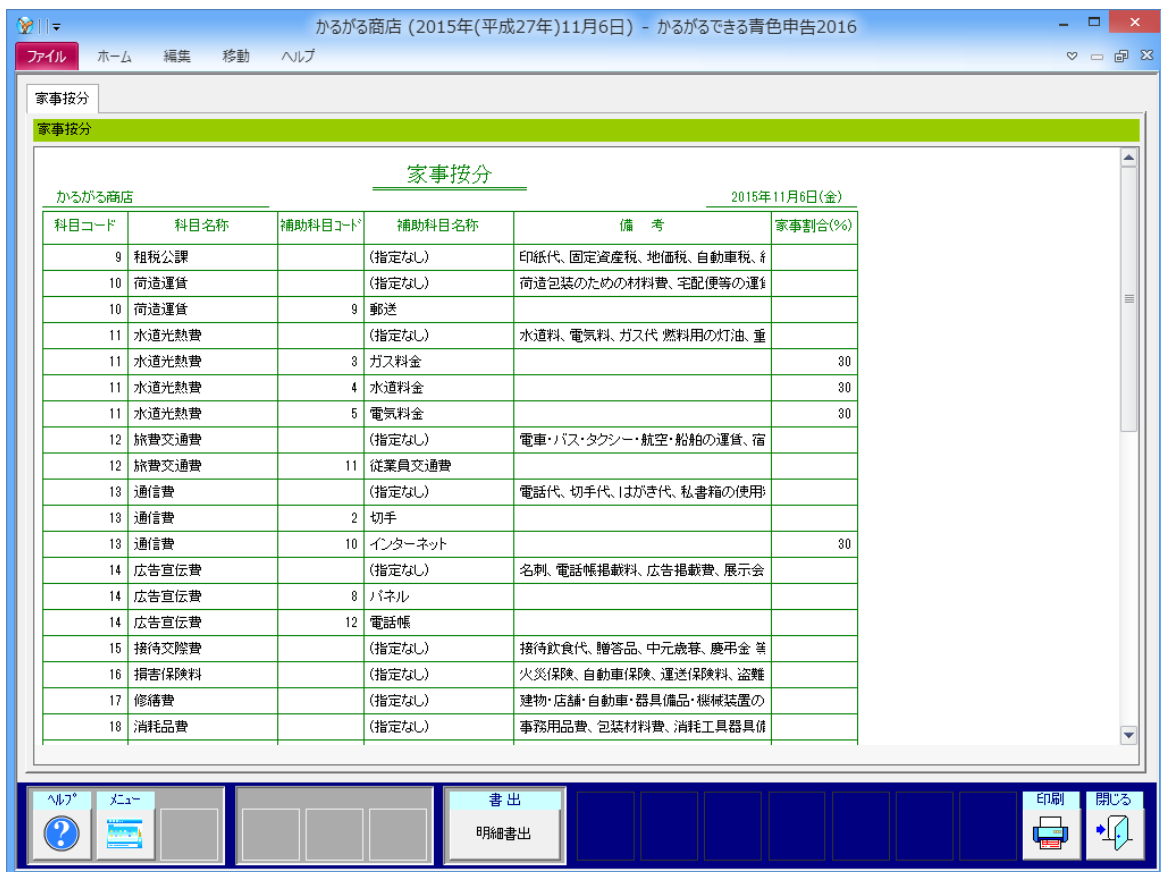 かるがる商店 (2015年(平成27年)11月6日) - かるがるできる青色申告2016
ファイル ホーム 編集 移動 ヘルプ
家事按分
家事按分
家事按分
かるがる商店 2015年11月6日(金)
科目コード 科目名称 補助科目コード 補助科目名称 備 考 家事割合(%)
9 租税公課 (指定なし) 印紙代、固定資産税、地価税、自動車税、
10 荷造運賃 (指定なし) 荷造包装のための材料費、宅配便等の運
10 荷造運賃 9 郵送
11 水道光熱費 (指定なし) 水道料、電気料、ガス代 燃料用の灯油、重
11 水道光熱費 3 ガス料金 30
11 水道光熱費 4 水道料金 30
11 水道光熱費 5 電気料金 30
12 旅費交通費 (指定なし) 電車・バス・タクシー・航空・船舶の運賃、宿
12 旅費交通費 11 従業員交通費
13 通信費 (指定なし) 電話代、切手代、はがき代、私書箱の使用
13 通信費 2 切手
13 通信費 10 インターネット 30
14 広告宣伝費 (指定なし) 名刺、電話帳掲載料、広告掲載費、展示会
14 広告宣伝費 8 パネル
14 広告宣伝費 12 電話帳
15 接待交際費 (指定なし) 接待飲食代、贈答品、中元歳暮、慶弔金 等
16 損害保険料 (指定なし) 火災保険、自動車保険、運送保険料、盗難
17 修繕費 (指定なし) 建物・店舗・自動車・器具備品・機械装置の
18 消耗品費 (指定なし) 事務用品費、包装材料費、消耗工具器具備
ヘルプ メニュー 書出 印刷 閉じる
明細書出